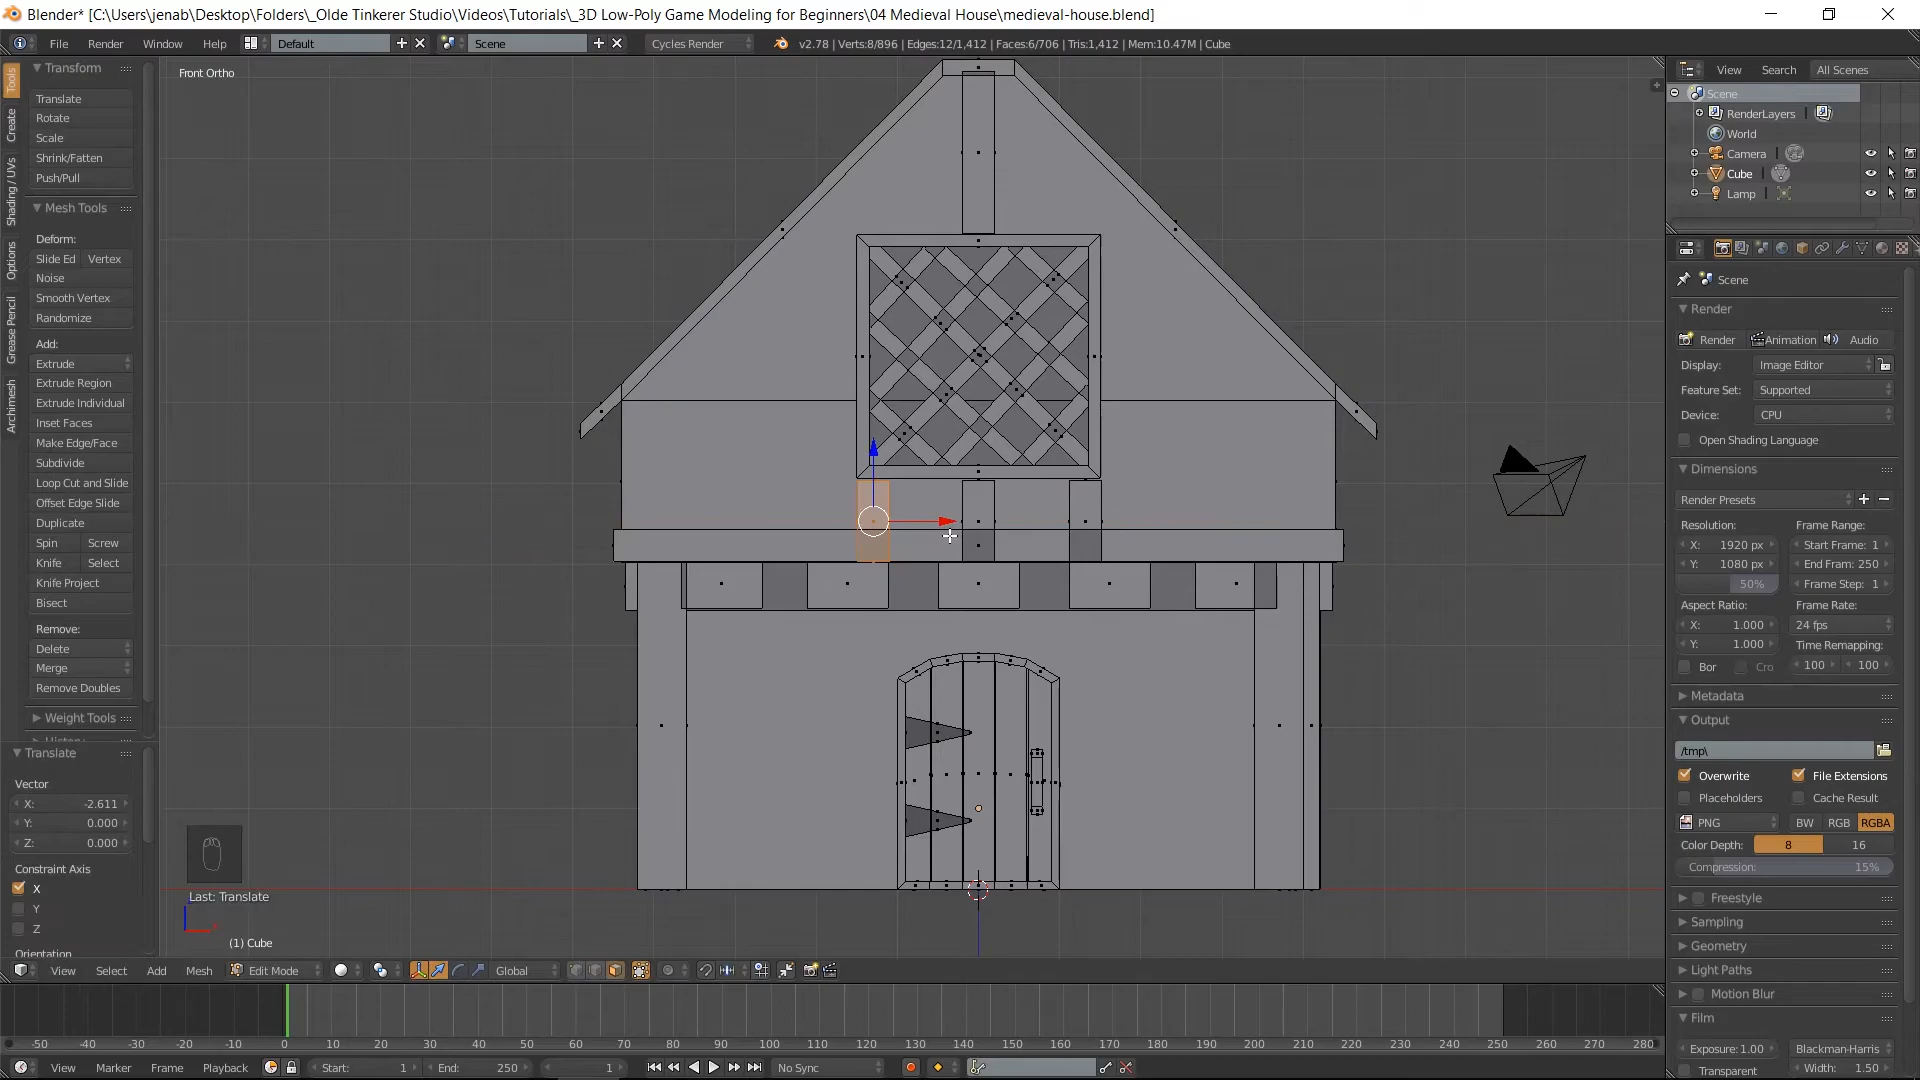 Blender* [C:\Users\jenab\Desktop\Folders\_Olde Tinkerer Studio\Videos\Tutorials\_3D Low-Poly Game Modeling for Beginners\04 Medieval House\medieval-house.blend]
File Render Window Help Default Scene Cycles Render v2.78 | Verts:8/896 | Edges:12/1,412 | Faces:6/706 | Tris:1,412 | Mem:10.47M | Cube
Tools
Create
Shading / UVs
Options
Grease Pencil
Archimesh
Transform
Translate
Rotate
Scale
Shrink/Fatten
Push/Pull
Mesh Tools
Deform:
Slide Ed Vertex
Noise
Smooth Vertex
Randomize
Add:
Extrude
Extrude Region
Extrude Individual
Inset Faces
Make Edge/Face
Subdivide
Loop Cut and Slide
Offset Edge Slide
Duplicate
Spin Screw
Knife Select
Knife Project
Bisect
Remove:
Delete
Merge
Remove Doubles
Weight Tools
Translate
Vector
X: -2.611
Y: 0.000
Z: 0.000
Constraint Axis
X
Y
Z
Orientation
Front Ortho
Last: Translate
(1) Cube
View Select Add Mesh Edit Mode Global
-50 -40 -30 -20 -10 0 10 20 30 40 50 60 70 80 90 100 110 120 130 140 150 160 170 180 190 200 210 220 230 240 250 260 270 280
View Marker Frame Playback Start: 1 End: 250 1 No Sync
View Search All Scenes
Scene
RenderLayers
World
Camera
Cube
Lamp
Scene
Render
Render Animation Audio
Display: Image Editor
Feature Set: Supported
Device: CPU
Open Shading Language
Dimensions
Render Presets
Resolution: Frame Range:
X: 1920 px Start Frame: 1
Y: 1080 px End Fram: 250
50% Frame Step: 1
Aspect Ratio: Frame Rate:
X: 1.000 24 fps
Y: 1.000 Time Remapping:
Bor Cro 100 100
Metadata
Output
/tmp\
Overwrite File Extensions
Placeholders Cache Result
PNG BW RGB RGBA
Color Depth: 8 16
Compression: 15%
Freestyle
Sampling
Geometry
Light Paths
Motion Blur
Film
Exposure: 1.00 Blackman-Harris
Transparent Width: 1.50